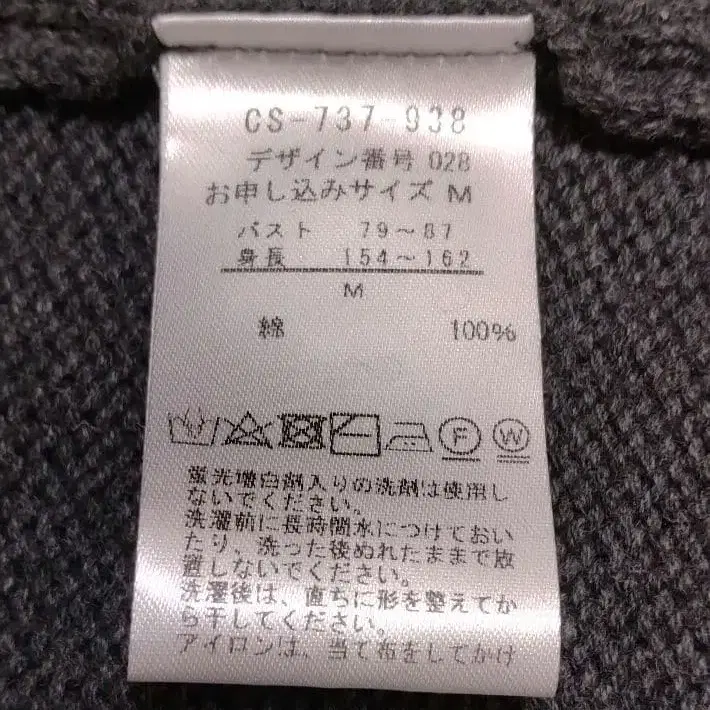 CS-737-938
デザイン番号 028
お申し込みサイズ M
バスト 79～87
身長 154～162
M
綿 100%
F W
蛍光増白剤入りの洗剤は使用し
ないでください。
洗濯前に長時間水につけておい
たり、洗った後ぬれたままで放
置しないでください。
洗濯後は、直ちに形を整えてか
ら干してください。
アイロンは、当て布をしてかけ